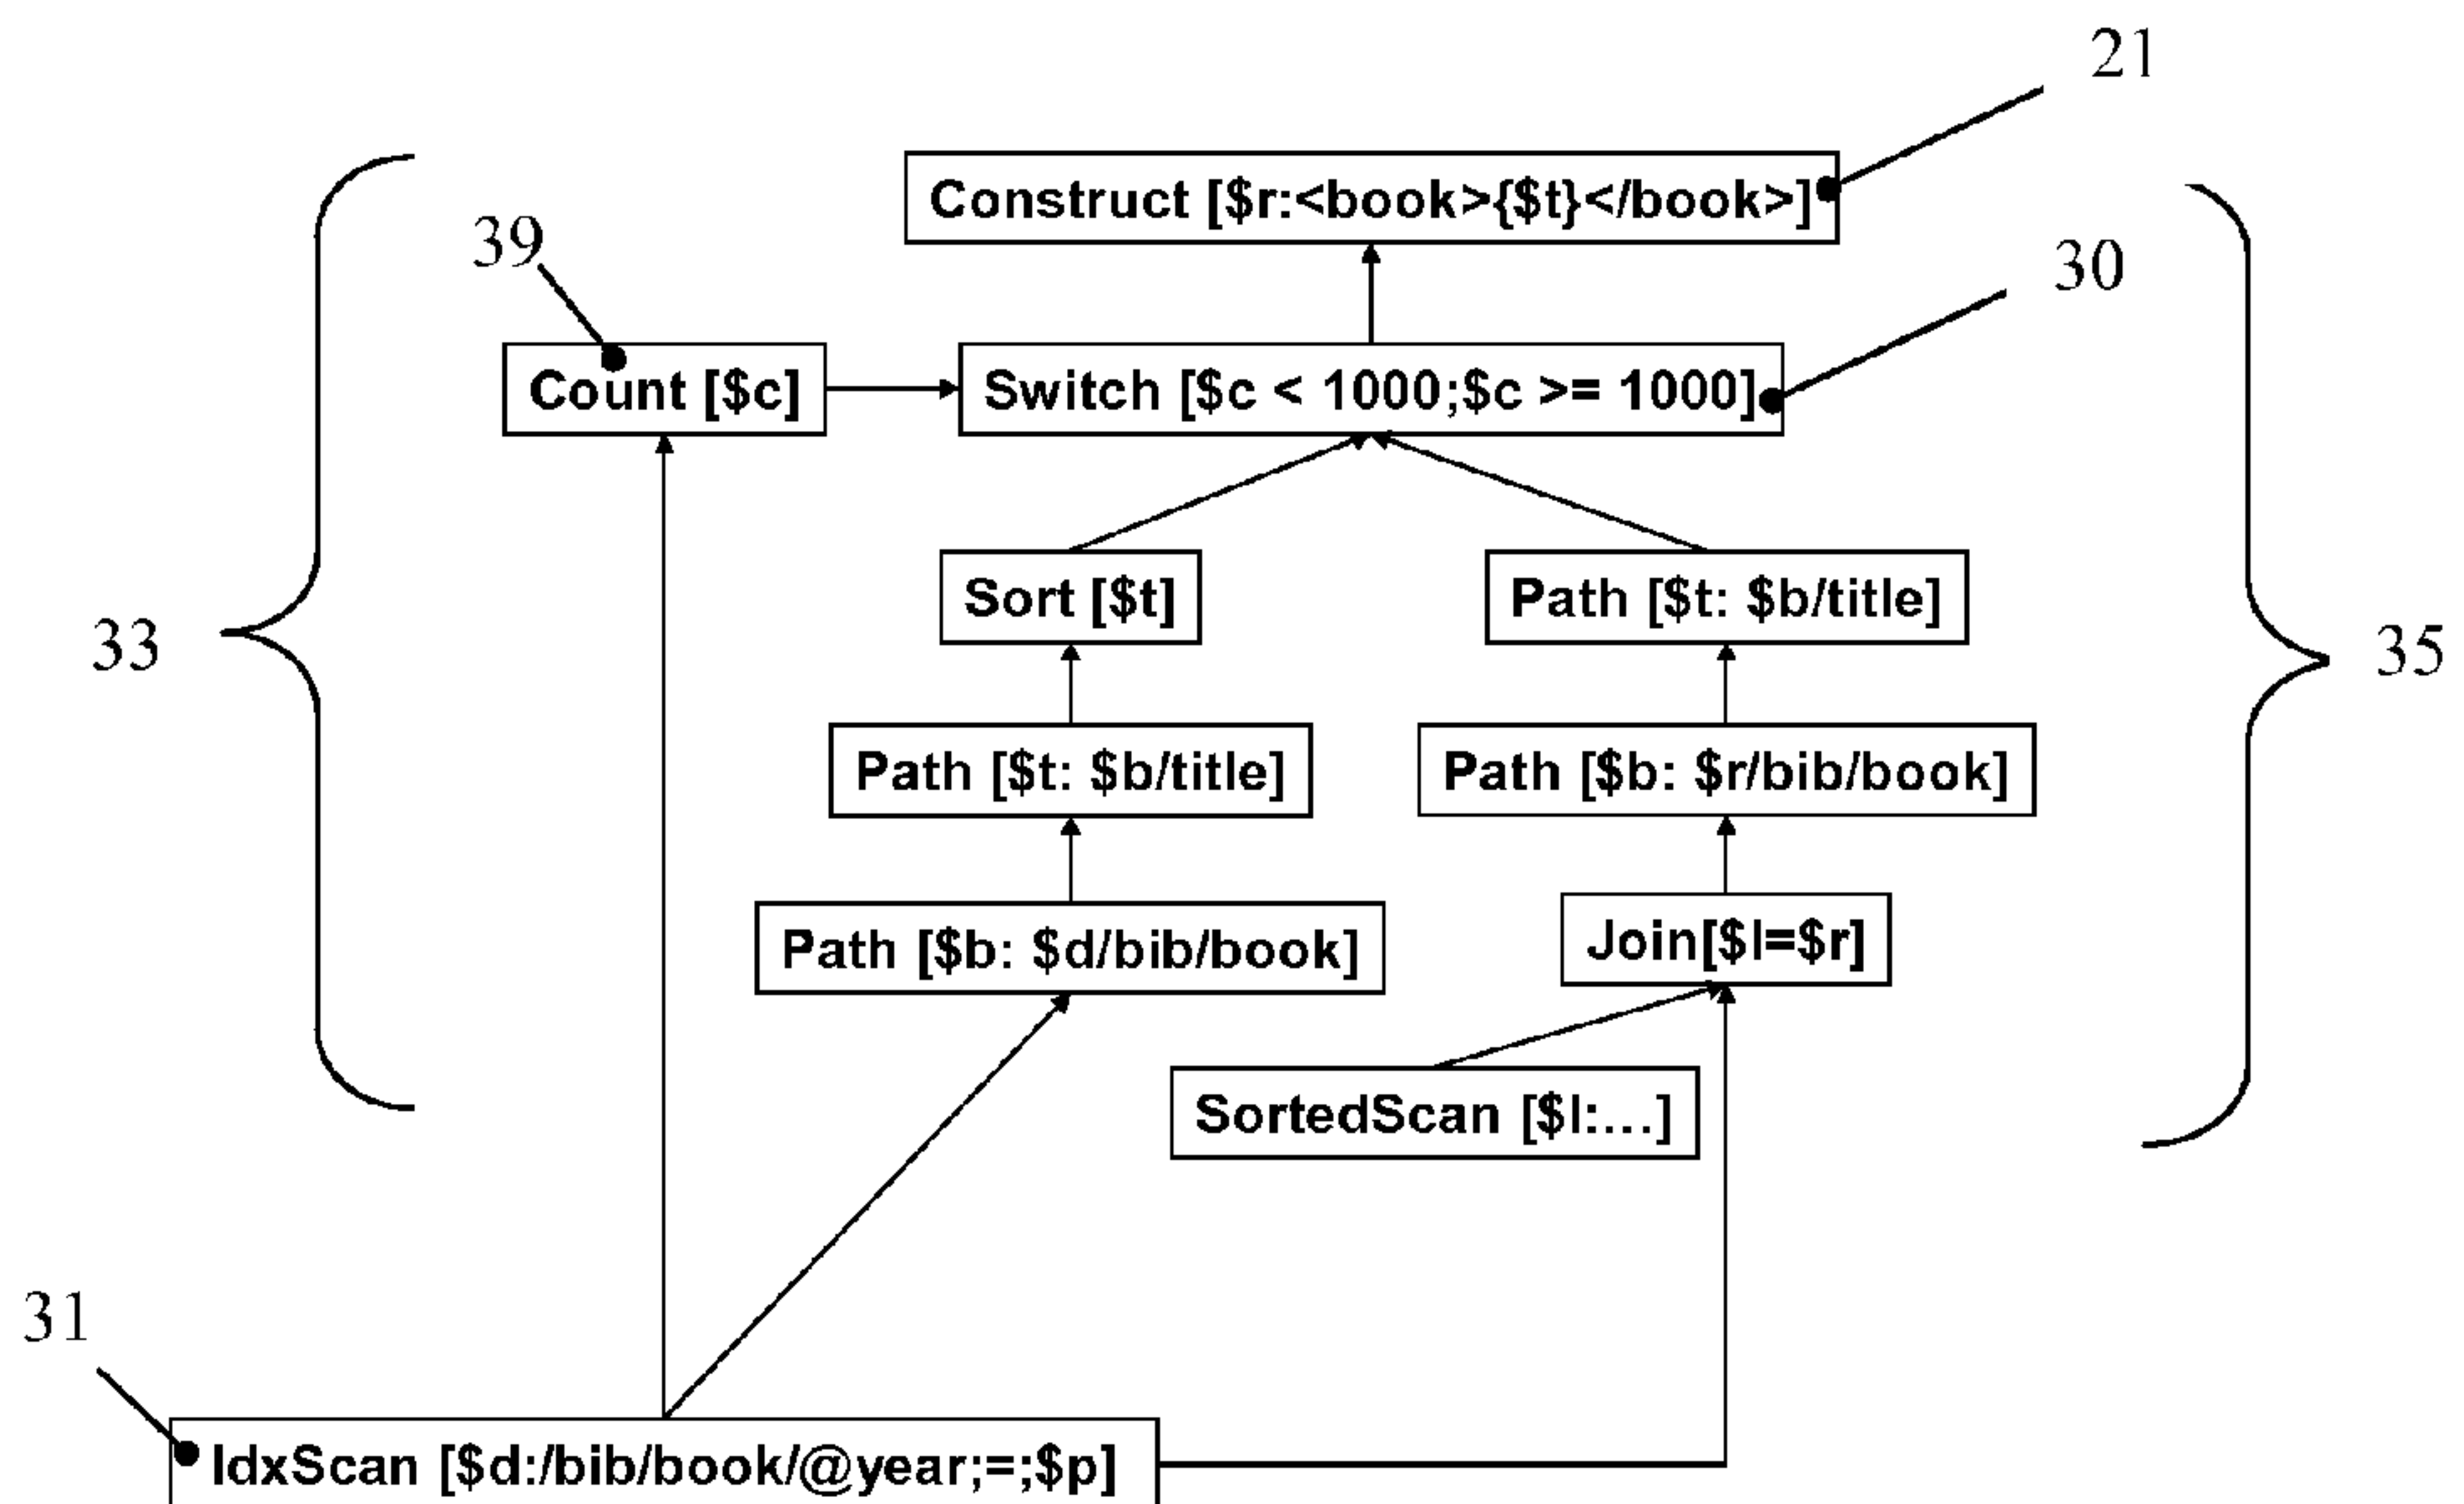 21
Construct [$r:<book>{$t}</book>]
39
30
Count [$c]
Switch [$c < 1000;$c >= 1000]
Sort [$t]
Path [$t: $b/title]
33
35
Path [$t: $b/title]
Path [$b: $r/bib/book]
Path [$b: $d/bib/book]
Join[$l=$r]
SortedScan [$l:...]
31
IdxScan [$d:/bib/book/@year;=;$p]